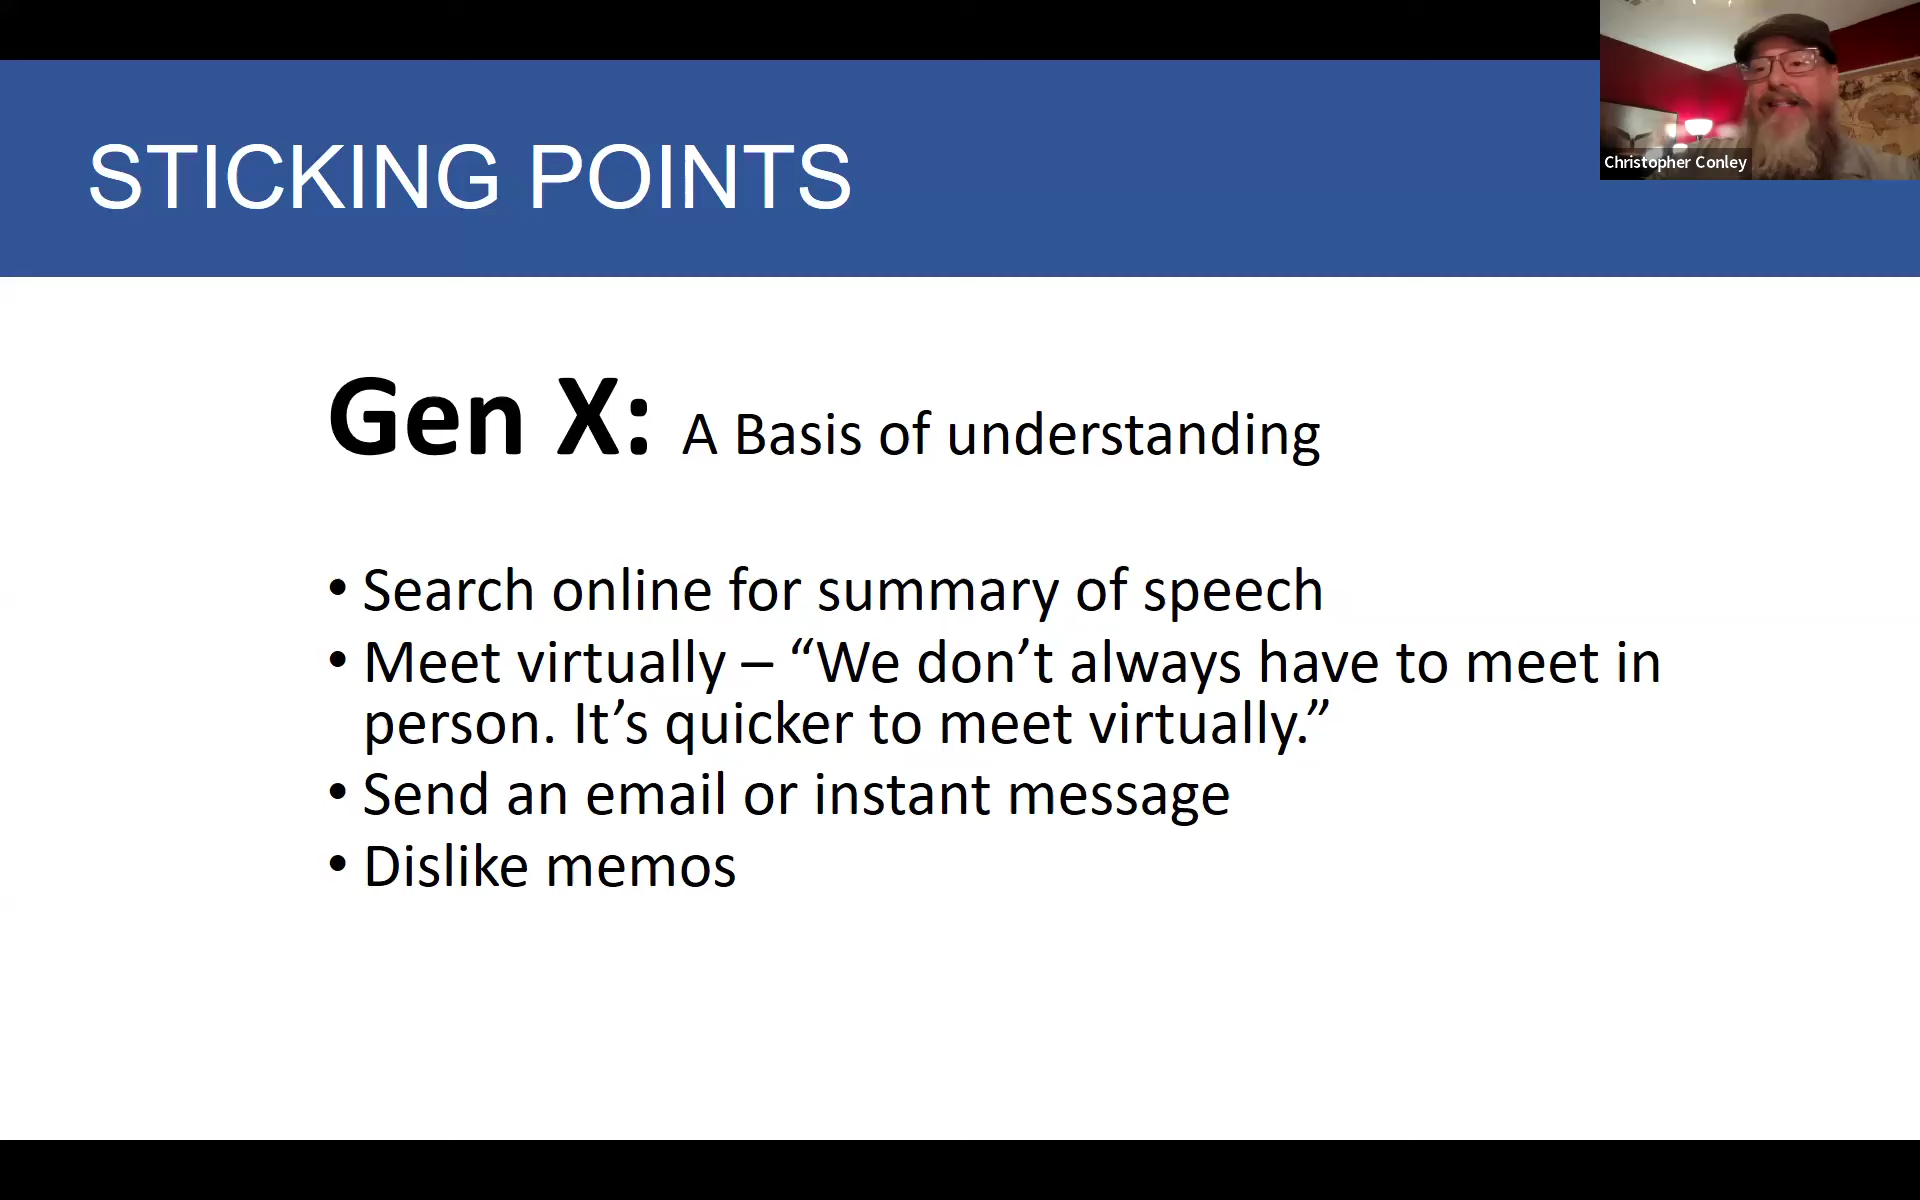 STICKING POINTS
Christopher Conley
Gen X: A Basis of understanding
• Search online for summary of speech
• Meet virtually – “We don’t always have to meet in
person. It’s quicker to meet virtually.”
• Send an email or instant message
• Dislike memos